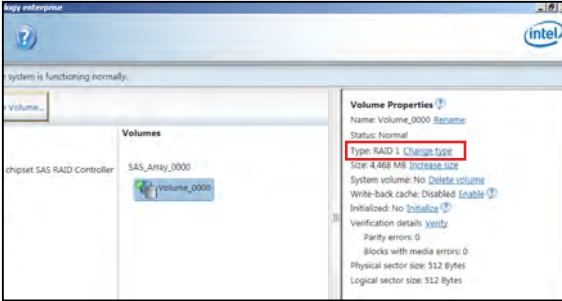 logy enterprise
intel
system is functioning normally.
Volume...
Volumes
chipset SAS RAID Controller
SAS_Array_0000
Volume_0000
Volume Properties
Name: Volume_0000 Rename
Status: Normal
Type: RAID 1 Change type
Size: 4,468 MB Increase size
System volume: No Delete volume
Write-back cache: Disabled Enable
Initialized: No Initialize
Verification details Verify
Parity errors: 0
Blocks with media errors: 0
Physical sector size: 512 Bytes
Logical sector size: 512 Bytes